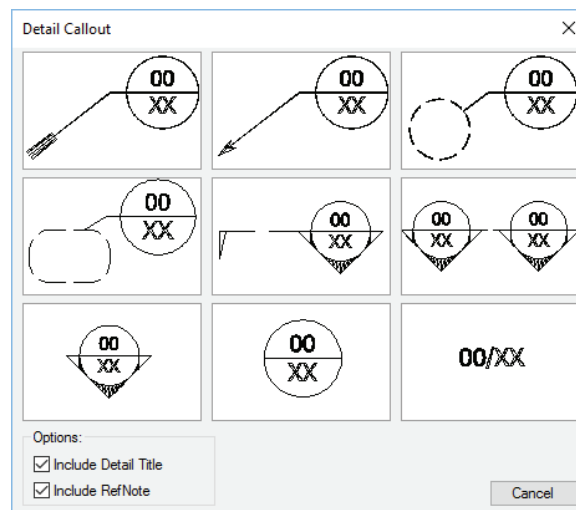 Detail Callout
00
XX
00
XX
00
XX
00
XX
00
XX
00
XX
00
XX
00
XX
00
XX
00/XX
Options:
Include Detail Title
Include RefNote
Cancel